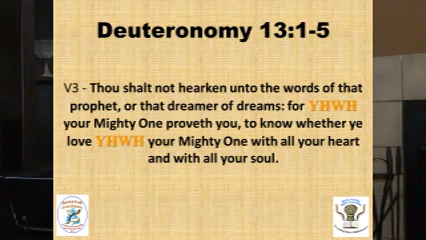 Deuteronomy 13:1-5
V3 - Thou shalt not hearken unto the words of that
prophet, or that dreamer of dreams: for YHWH
your Mighty One proveth you, to know whether ye
love YHWH your Mighty One with all your heart
and with all your soul.